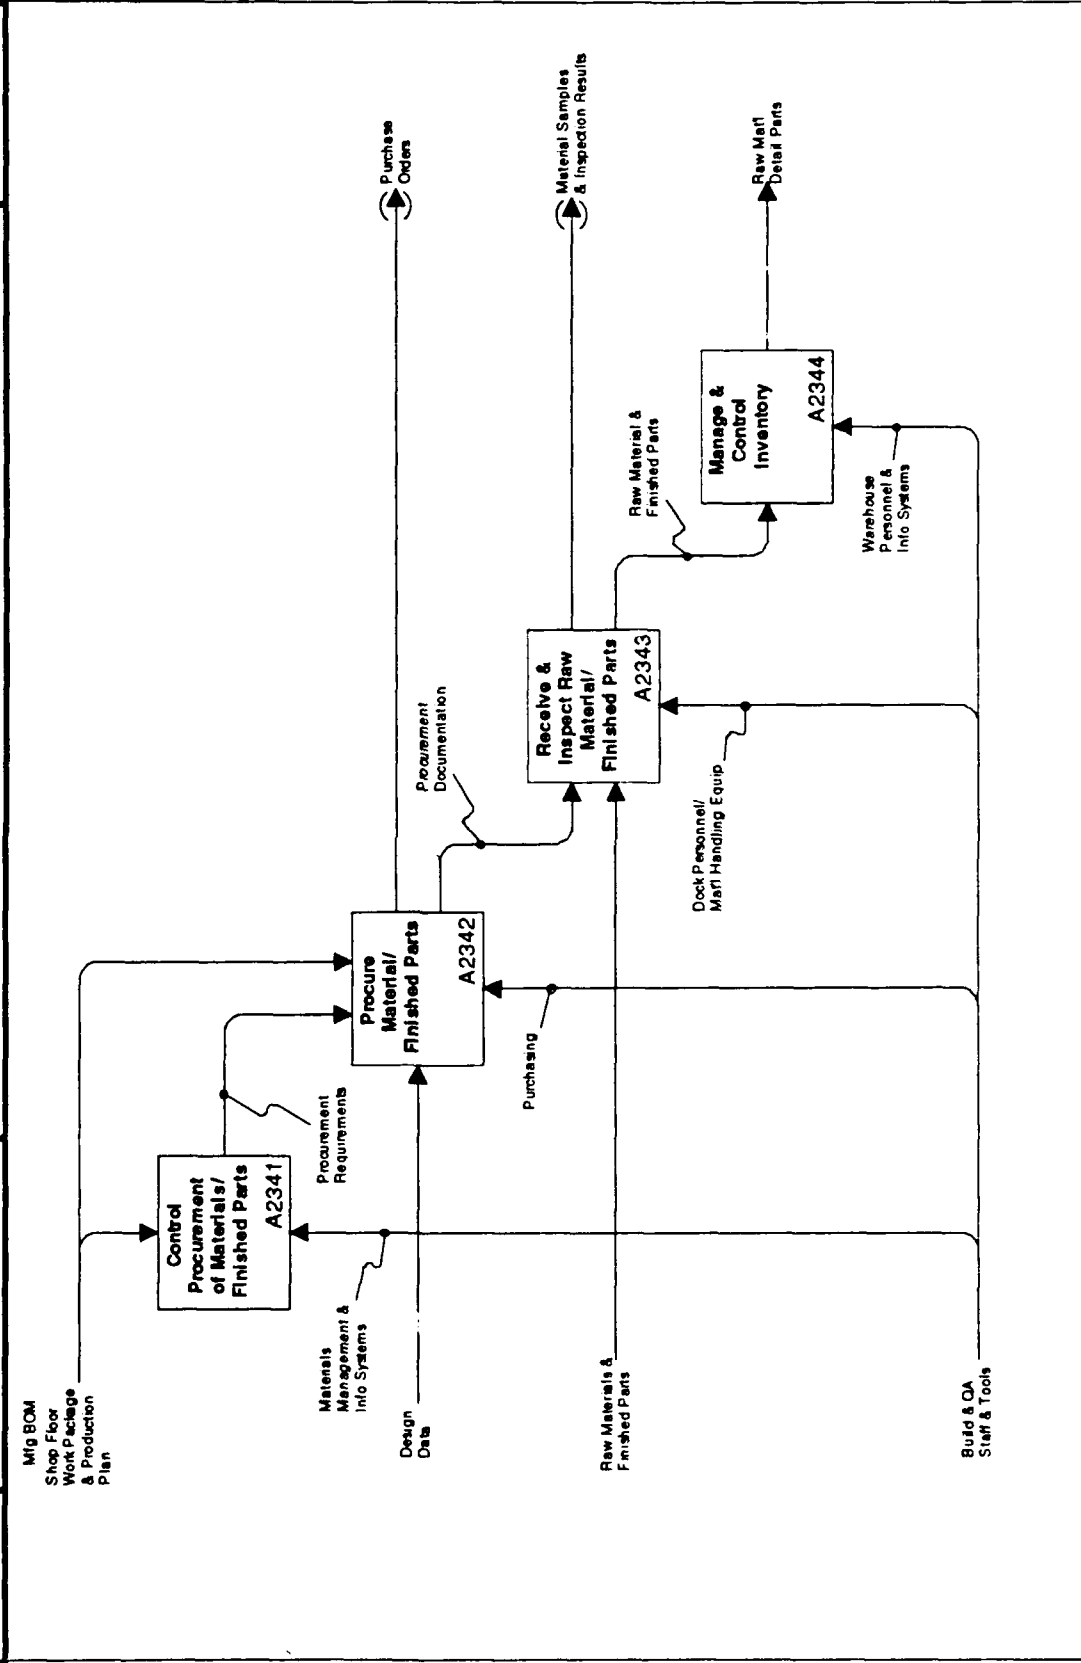 Mfg BOM
Shop Floor
Work Package
& Production
Plan
Control
Procurement
of Materials/
Finished Parts
A2341
Procurement
Requirements
Materials
Management &
Info Systems
Design
Data
Procure
Material/
Finished Parts
A2342
Purchase
Orders
Procurement
Documentation
Purchasing
Raw Materials &
Finished Parts
Receive &
Inspect Raw
Material/
Finished Parts
A2343
Material Samples
& Inspection Results
Raw Material &
Finished Parts
Dock Personnel/
Mat'l Handling Equip
Manage &
Control
Inventory
A2344
Raw Mat'l
Detail Parts
Warehouse
Personnel &
Info Systems
Build & QA
Staff & Tools